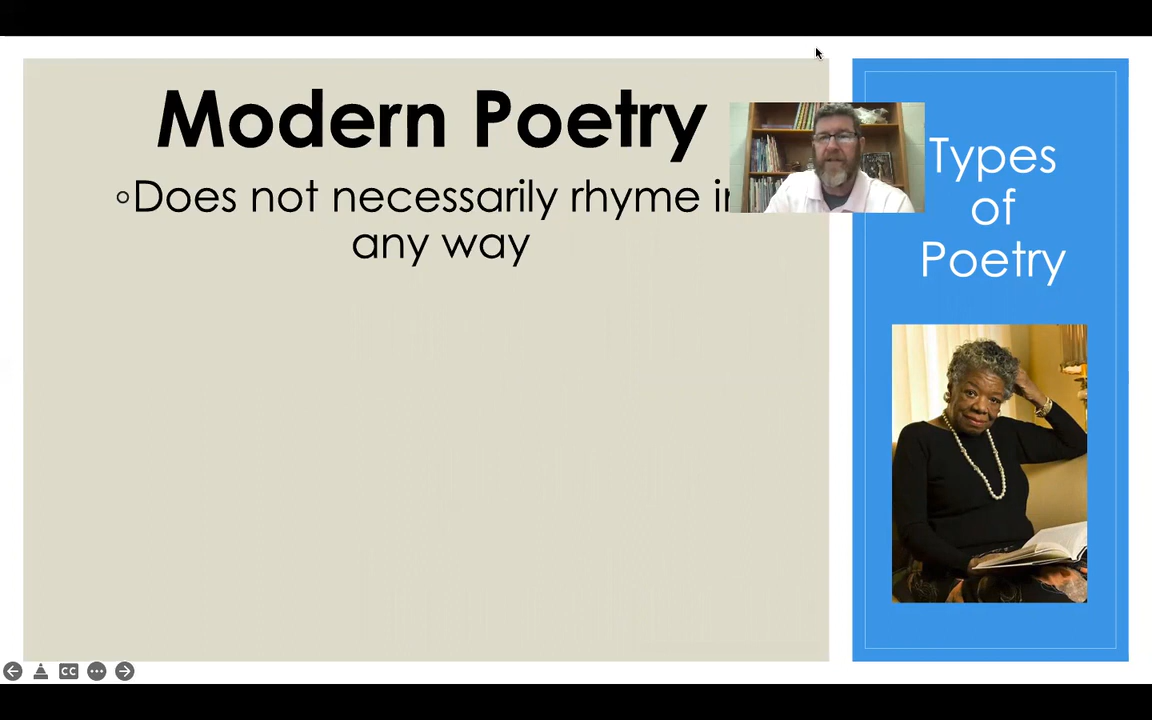 Modern Poetry
◦Does not necessarily rhyme in
any way
Types
of
Poetry
CC